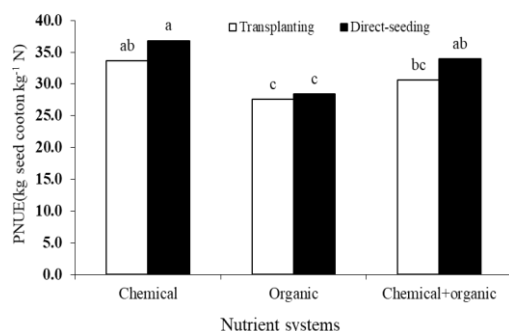 40.0
35.0
30.0
25.0
20.0
15.0
10.0
5.0
0.0
PNUE(kg seed cooton kg⁻¹ N)
Transplanting Direct-seeding
ab a c c bc ab
Chemical Organic Chemical+organic
Nutrient systems